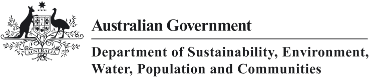 Australian Government
Department of Sustainability, Environment,
Water, Population and Communities